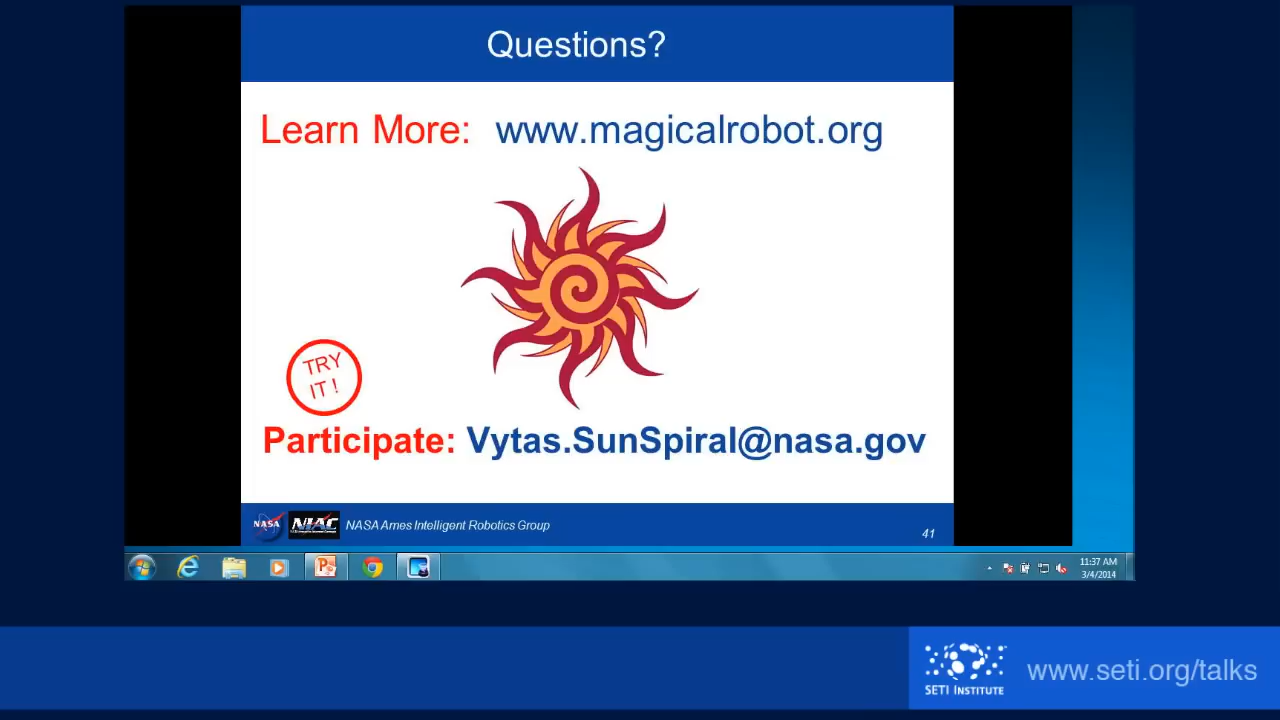 Questions?
Learn More: www.magicalrobot.org
TRY
IT !
Participate: Vytas.SunSpiral@nasa.gov
NASA
NIAC
NASA Ames Intelligent Robotics Group
41
11:37 AM
3/4/2014
SETI INSTITUTE
www.seti.org/talks